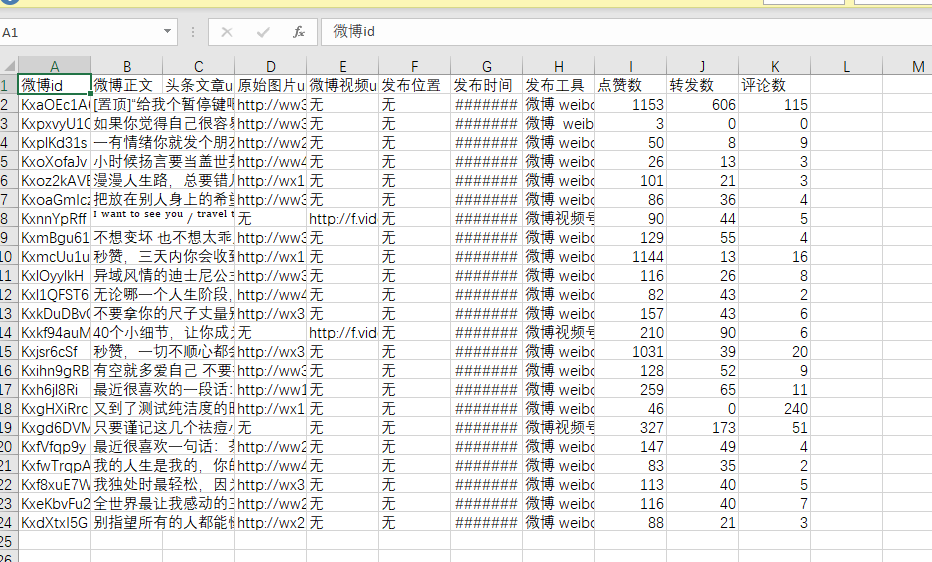 A1 fx 微博id
A B C D E F G H I J K L M
1 微博id 微博正文 头条文章u 原始图片u 微博视频u 发布位置 发布时间 发布工具 点赞数 转发数 评论数
2 KxaOEc1A [置顶]“给我个暂停键吧 http://ww3 无 无 ####### 微博 weibo 1153 606 115
3 KxpxvyU1 如果你觉得自己很容易 http://ww3 无 无 ####### 微博 weib 3 0 0
4 KxplKd31s 一有情绪你就发个朋友 http://ww2 无 无 ####### 微博 weibo 50 8 9
5 KxoXofaJv 小时候扬言要当盖世英 http://ww4 无 无 ####### 微博 weibo 26 13 3
6 Kxoz2kAVE 漫漫人生路，总要错几 http://wx1 无 无 ####### 微博 weibo 101 21 3
7 KxoaGmlcz 把放在别人身上的希望 http://ww3 无 无 ####### 微博 weibo 86 36 4
8 KxnnYpRff I want to see you / travel t 无 http://f.vid 无 ####### 微博视频号 90 44 5
9 KxmBgu61 不想变坏 也不想太乖 http://ww3 无 无 ####### 微博 weibo 129 55 4
10 KxmcUu1u 秒赞，三天内你会收到 http://wx1 无 无 ####### 微博 weibo 1144 13 16
11 KxlOyylkH 异域风情的迪士尼公主 http://ww3 无 无 ####### 微博 weibo 116 26 8
12 Kxl1QFST6 无论哪一个人生阶段， http://ww4 无 无 ####### 微博 weibo 82 43 2
13 KxkDuDBv 不要拿你的尺子丈量别 http://wx3 无 无 ####### 微博 weibo 157 43 6
14 Kxkf94auM 40个小细节，让你成为 无 http://f.vid 无 ####### 微博视频号 210 90 6
15 Kxjsr6cSf 秒赞，一切不顺心都会 http://wx3 无 无 ####### 微博 weibo 1031 39 20
16 Kxihn9gRB 有空就多爱自己 不要 http://ww3 无 无 ####### 微博 weibo 128 52 9
17 Kxh6jl8Ri 最近很喜欢的一段话： http://ww1 无 无 ####### 微博 weibo 259 65 11
18 KxgHXiRrc 又到了测试纯洁度的时 http://wx1 无 无 ####### 微博 weibo 46 0 240
19 Kxgd6DVM 只要谨记这几个祛痘小 无 无 无 ####### 微博视频号 327 173 51
20 KxfVfqp9y 最近很喜欢一句话： http://ww2 无 无 ####### 微博 weibo 147 49 4
21 KxfwTrqpA 我的人生是我的，你的 http://ww4 无 无 ####### 微博 weibo 83 35 2
22 Kxf8xuE7W 我独处时最轻松，因为 http://wx3 无 无 ####### 微博 weibo 113 40 5
23 KxeKbvFu2 全世界最让我感动的三 http://ww2 无 无 ####### 微博 weibo 116 40 7
24 KxdXtxI5G 别指望所有的人都能懂 http://wx2 无 无 ####### 微博 weibo 88 21 3
25
26